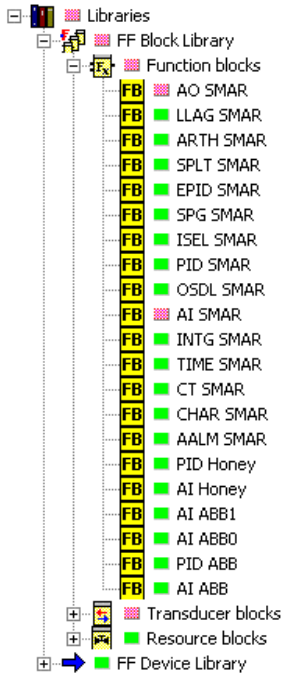 Libraries
FF Block Library
Fx Function blocks
FB AO SMAR
FB LLAG SMAR
FB ARTH SMAR
FB SPLT SMAR
FB EPID SMAR
FB SPG SMAR
FB ISEL SMAR
FB PID SMAR
FB OSDL SMAR
FB AI SMAR
FB INTG SMAR
FB TIME SMAR
FB CT SMAR
FB CHAR SMAR
FB AALM SMAR
FB PID Honey
FB AI Honey
FB AI ABB1
FB AI ABB0
FB PID ABB
FB AI ABB
Transducer blocks
Resource blocks
FF Device Library